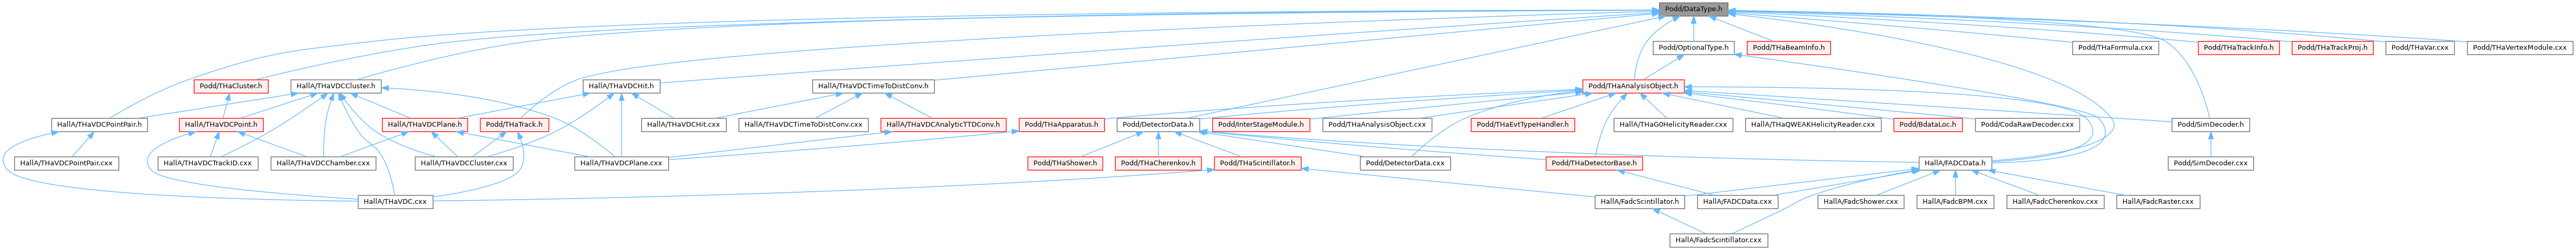 Podd/DataType.h
Podd/OptionalType.h
Podd/THaBeamInfo.h
Podd/THaFormula.cxx
Podd/THaTrackInfo.h
Podd/THaTrackProj.h
Podd/THaVar.cxx
Podd/THaVertexModule.cxx
Podd/THaCluster.h
HallA/THaVDCCluster.h
HallA/THaVDCHit.h
HallA/THaVDCTimeToDistConv.h
Podd/THaAnalysisObject.h
HallA/THaVDCPointPair.h
HallA/THaVDCPoint.h
HallA/THaVDCPlane.h
Podd/THaTrack.h
HallA/THaVDCHit.cxx
HallA/THaVDCTimeToDistConv.cxx
HallA/THaVDCAnalyticTTDConv.h
Podd/THaApparatus.h
Podd/DetectorData.h
Podd/InterStageModule.h
Podd/THaAnalysisObject.cxx
Podd/THaEvtTypeHandler.h
HallA/THaG0HelicityReader.cxx
HallA/THaQWEAKHelicityReader.cxx
Podd/BdataLoc.h
Podd/CodaRawDecoder.cxx
Podd/SimDecoder.h
HallA/THaVDCPointPair.cxx
HallA/THaVDCTrackID.cxx
HallA/THaVDCChamber.cxx
HallA/THaVDCCluster.cxx
HallA/THaVDCPlane.cxx
Podd/THaShower.h
Podd/THaCherenkov.h
Podd/THaScintillator.h
Podd/DetectorData.cxx
Podd/THaDetectorBase.h
HallA/FADCData.h
Podd/SimDecoder.cxx
HallA/THaVDC.cxx
HallA/FadcScintillator.h
HallA/FADCData.cxx
HallA/FadcShower.cxx
HallA/FadcBPM.cxx
HallA/FadcCherenkov.cxx
HallA/FadcRaster.cxx
HallA/FadcScintillator.cxx